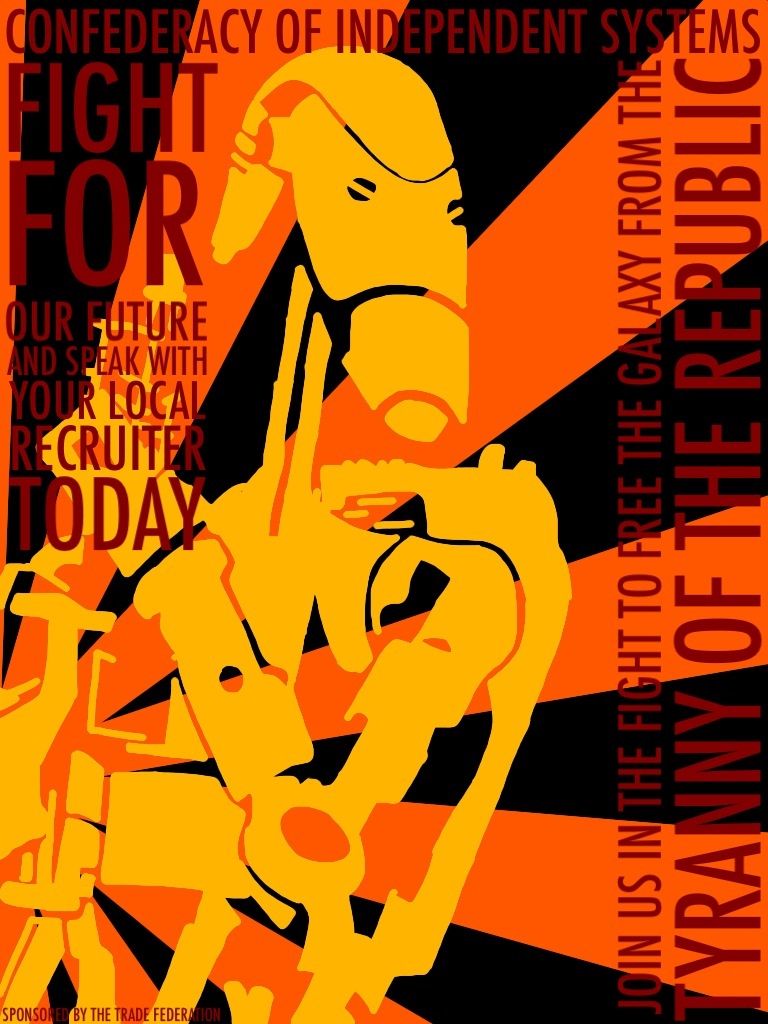 CONFEDERACY OF INDEPENDENT SYSTEMS
FIGHT
FOR
OUR FUTURE
AND SPEAK WITH
YOUR LOCAL
RECRUITER
TODAY
JOIN US IN THE FIGHT TO FREE THE GALAXY FROM THE
TYRANNY OF THE REPUBLIC
SPONSORED BY THE TRADE FEDERATION